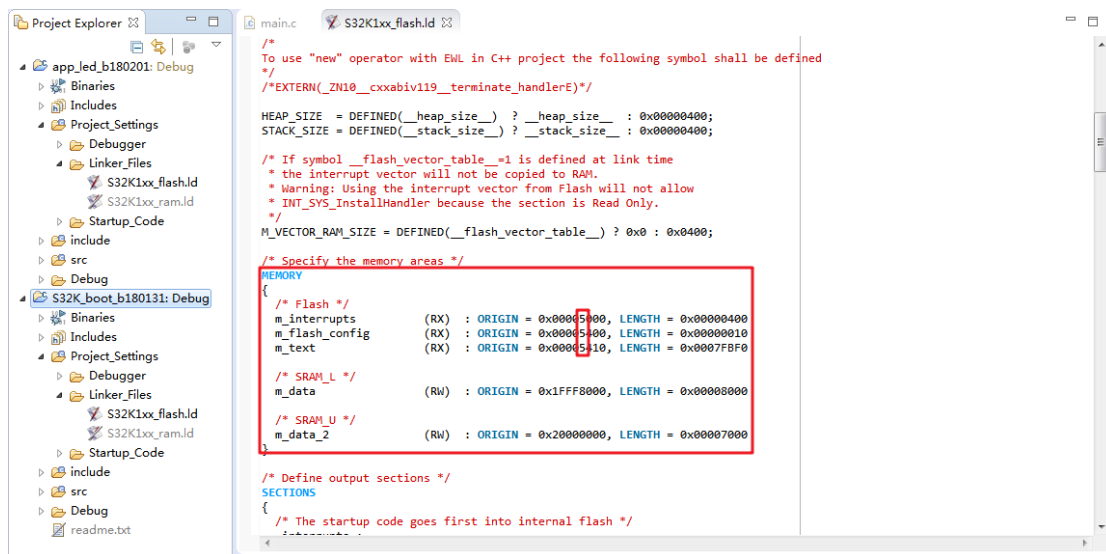 Project Explorer
app_led_b180201: Debug
Binaries
Includes
Project_Settings
Debugger
Linker_Files
S32K1xx_flash.ld
S32K1xx_ram.ld
Startup_Code
include
src
Debug
S32K_boot_b180131: Debug
Binaries
Includes
Project_Settings
Debugger
Linker_Files
S32K1xx_flash.ld
S32K1xx_ram.ld
Startup_Code
include
src
Debug
readme.txt
main.c
S32K1xx_flash.ld
/*
To use "new" operator with EWL in C++ project the following symbol shall be defined
*/
/*EXTERN(_ZN10__cxxabiv119__terminate_handlerE)*/
HEAP_SIZE  = DEFINED(__heap_size__)  ? __heap_size__  : 0x00000400;
STACK_SIZE = DEFINED(__stack_size__) ? __stack_size__ : 0x00000400;
/* If symbol __flash_vector_table__=1 is defined at link time
* the interrupt vector will not be copied to RAM.
* Warning: Using the interrupt vector from Flash will not allow
* INT_SYS_InstallHandler because the section is Read Only.
*/
M_VECTOR_RAM_SIZE = DEFINED(__flash_vector_table__) ? 0x0 : 0x0400;
/* Specify the memory areas */
MEMORY
{
/* Flash */
m_interrupts (RX) : ORIGIN = 0x00005000, LENGTH = 0x00000400
m_flash_config (RX) : ORIGIN = 0x00005400, LENGTH = 0x00000010
m_text (RX) : ORIGIN = 0x00005410, LENGTH = 0x0007FBF0
/* SRAM_L */
m_data (RW) : ORIGIN = 0x1FFF8000, LENGTH = 0x00008000
/* SRAM_U */
m_data_2 (RW) : ORIGIN = 0x20000000, LENGTH = 0x00007000
}
/* Define output sections */
SECTIONS
{
/* The startup code goes first into internal flash */